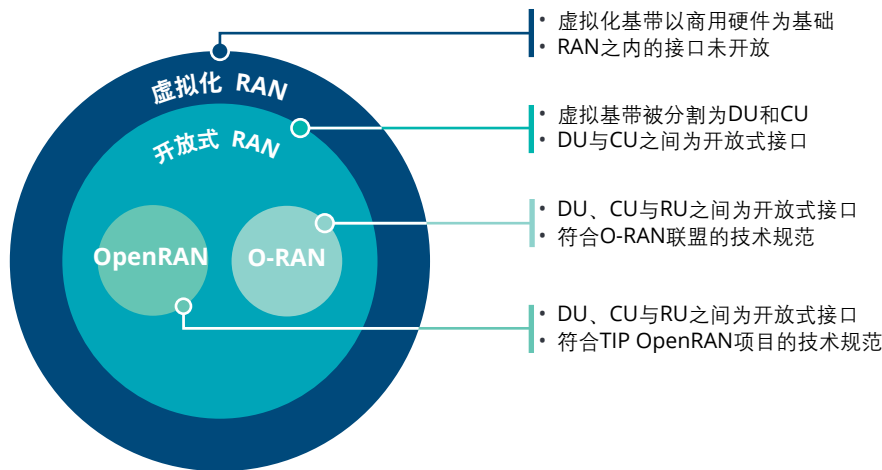 • 虚拟化基带以商用硬件为基础
• RAN之内的接口未开放
虚拟化 RAN
• 虚拟基带被分割为DU和CU
• DU与CU之间为开放式接口
开放式 RAN
• DU、CU与RU之间为开放式接口
• 符合O-RAN联盟的技术规范
OpenRAN
O-RAN
• DU、CU与RU之间为开放式接口
• 符合TIP OpenRAN项目的技术规范